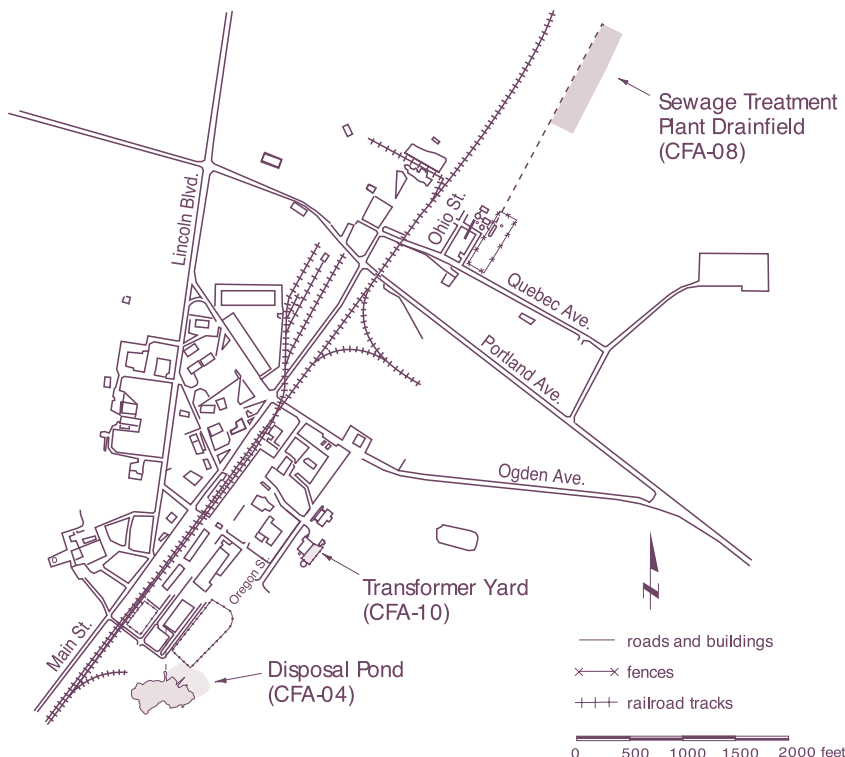 Sewage Treatment
Plant Drainfield
(CFA-08)
Lincoln Blvd.
Ohio St.
Quebec Ave.
Portland Ave.
Ogden Ave.
Oregon St.
Transformer Yard
(CFA-10)
Main St.
Disposal Pond
(CFA-04)
N
roads and buildings
fences
railroad tracks
0 500 1000 1500 2000 feet